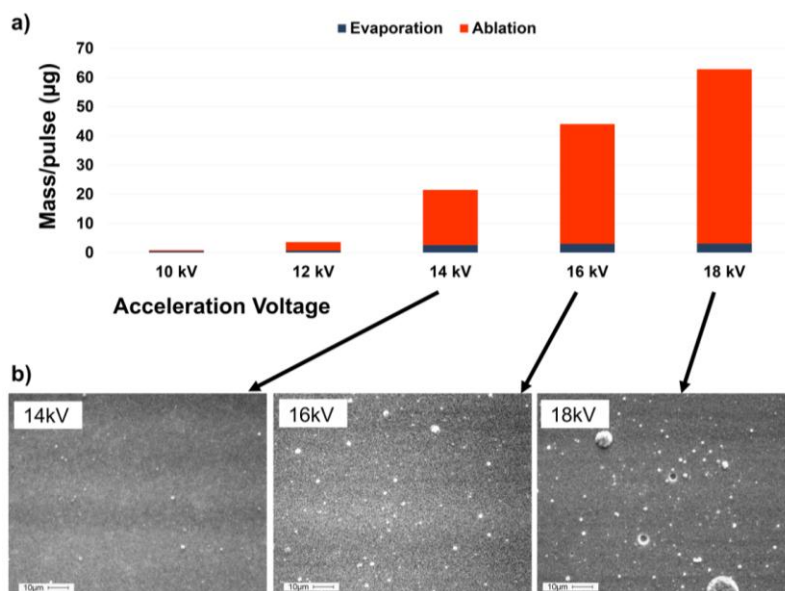 a)
Evaporation Ablation
70
60
50
40
30
20
10
0
Mass/pulse (µg)
10 kV 12 kV 14 kV 16 kV 18 kV
Acceleration Voltage
b)
14kV 16kV 18kV
10µm 10µm 10µm